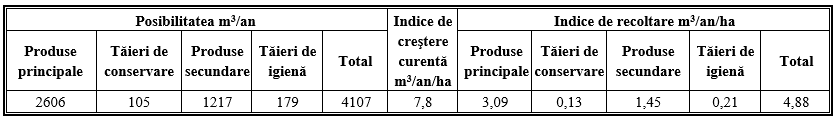 Posibilitatea m³/an
Indice de creștere curentă m³/an/ha
Indice de recoltare m³/an/ha
Produse principale
Tăieri de conservare
Produse secundare
Tăieri de igienă
Total
Produse principale
Tăieri de conservare
Produse secundare
Tăieri de igienă
Total
2606 105 1217 179 4107 7,8 3,09 0,13 1,45 0,21 4,88